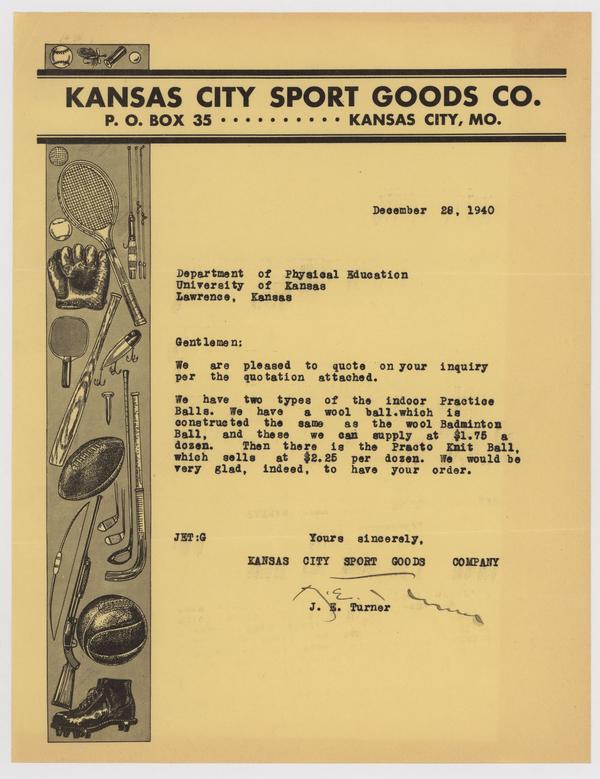 KANSAS CITY SPORT GOODS CO.
P. O. BOX 35 · · · · · · · · · · KANSAS CITY, MO.
December 28, 1940
Department of Physical Education
University of Kansas
Lawrence, Kansas
Gentlemen:
We are pleased to quote on your inquiry
per the quotation attached.
We have two types of the indoor Practice
Balls. We have a wool ball.which is
constructed the same as the wool Badminton
Ball, and these we can supply at $1.75 a
dozen. Then there is the Practo Knit Ball,
which sells at $2.25 per dozen. We would be
very glad, indeed, to have your order.
JET:G Yours sincerely,
KANSAS CITY SPORT GOODS COMPANY
J. E. Turner
J. E. Turner